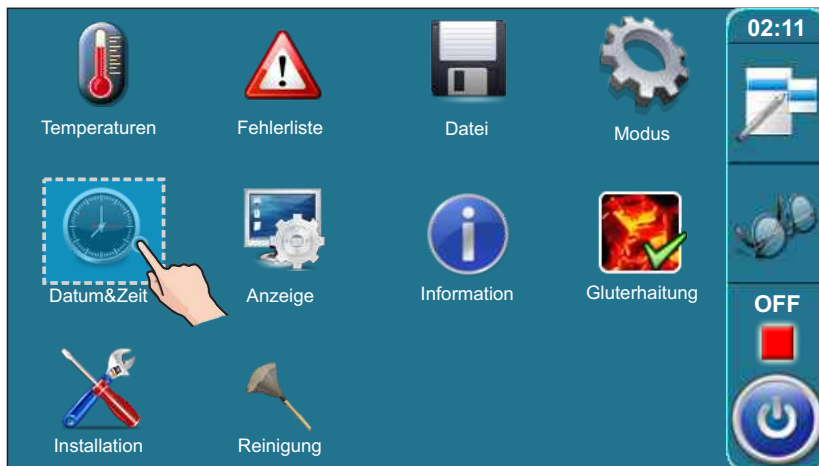 02:11
Temperaturen
Fehlerliste
Datei
Modus
Datum&Zeit
Anzeige
Information
Gluterhaitung
OFF
Installation
Reinigung